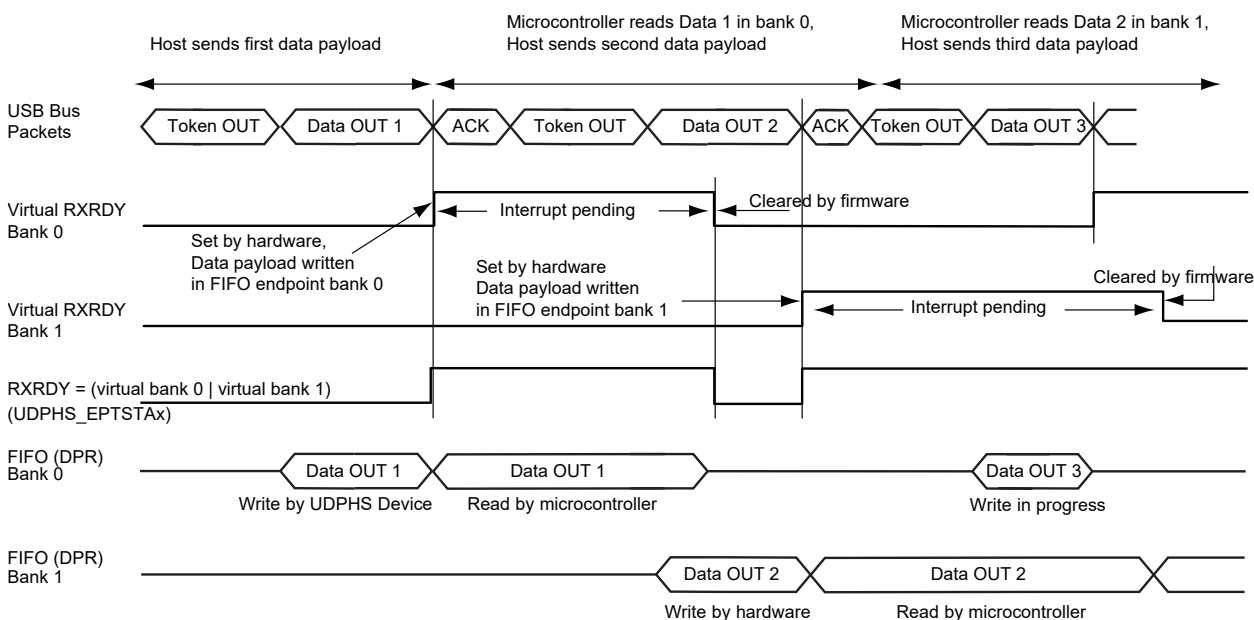 Host sends first data payload
Microcontroller reads Data 1 in bank 0,
Host sends second data payload
Microcontroller reads Data 2 in bank 1,
Host sends third data payload
USB Bus
Packets
Token OUT
Data OUT 1
ACK
Token OUT
Data OUT 2
ACK
Token OUT
Data OUT 3
Virtual RXRDY
Bank 0
Interrupt pending
Cleared by firmware
Set by hardware,
Data payload written
in FIFO endpoint bank 0
Set by hardware
Data payload written
in FIFO endpoint bank 1
Cleared by firmware
Virtual RXRDY
Bank 1
Interrupt pending
RXRDY = (virtual bank 0 | virtual bank 1)
(UDPHS_EPTSTAx)
FIFO (DPR)
Bank 0
Data OUT 1
Data OUT 1
Data OUT 3
Write by UDPHS Device
Read by microcontroller
Write in progress
FIFO (DPR)
Bank 1
Data OUT 2
Data OUT 2
Write by hardware
Read by microcontroller